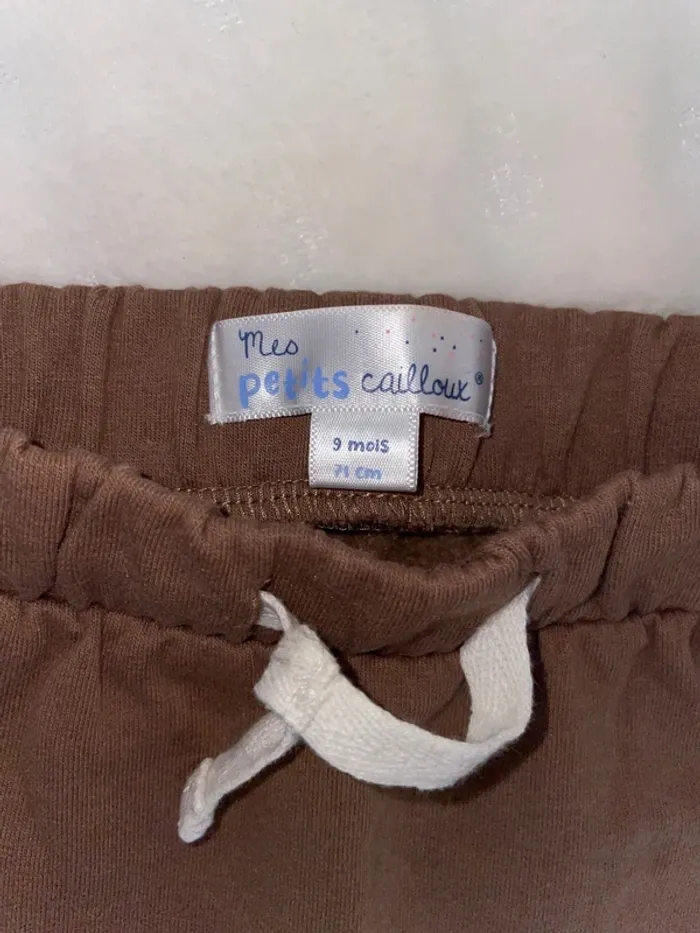 Mes
petits cailloux®
9 mois
71 cm